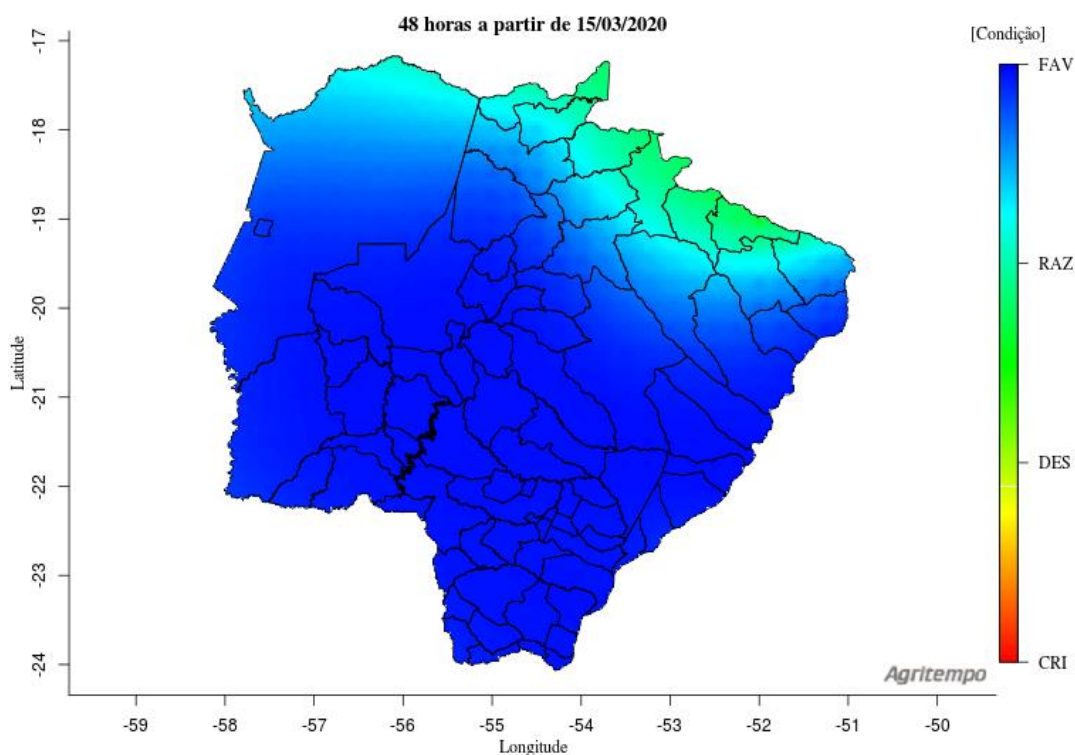 48 horas a partir de 15/03/2020
[Condição]
FAV
RAZ
DES
CRI
-17
-18
-19
-20
-21
-22
-23
-24
Latitude
-59
-58
-57
-56
-55
-54
-53
-52
-51
-50
Longitude
Agritempo